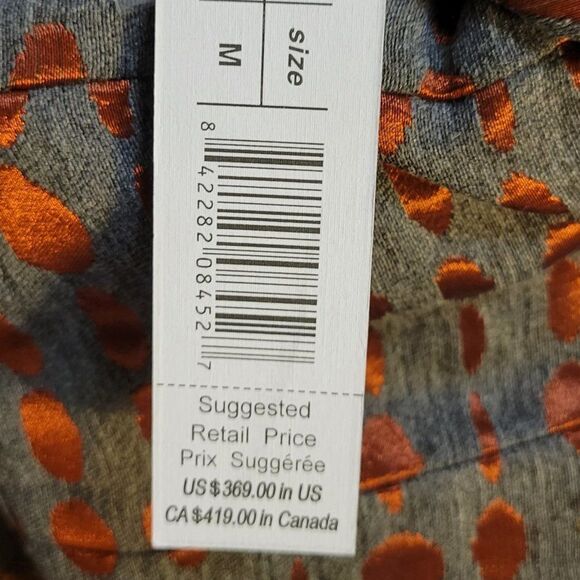 size
M
8 42282 08452 7
Suggested
Retail Price
Prix Suggérée
US $369.00 in US
CA $419.00 in Canada